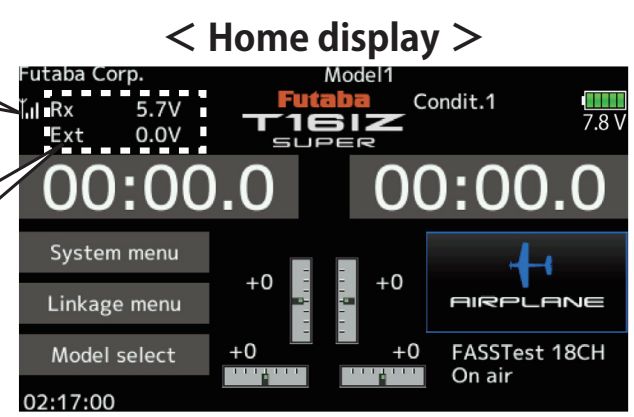 < Home display >
Futaba Corp. Model1
Rx 5.7V
Ext 0.0V
Futaba
T16IZ
SUPER
Condit.1
7.8 V
00:00.0 00:00.0
System menu
Linkage menu
Model select
+0 +0
+0 +0
AIRPLANE
FASSTest 18CH
On air
02:17:00